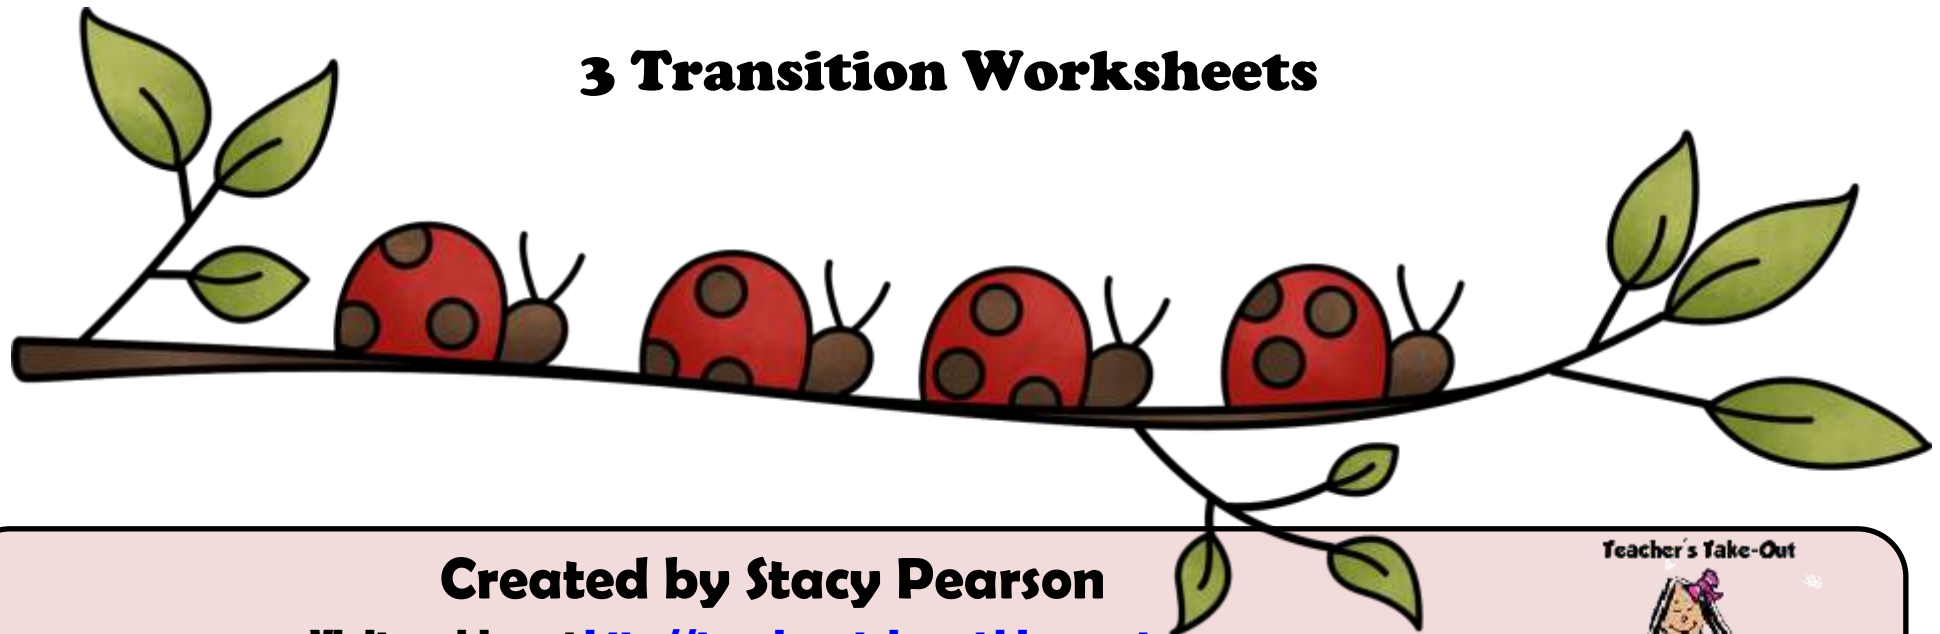 3 Transition Worksheets
Teacher's Take-Out
Created by Stacy Pearson